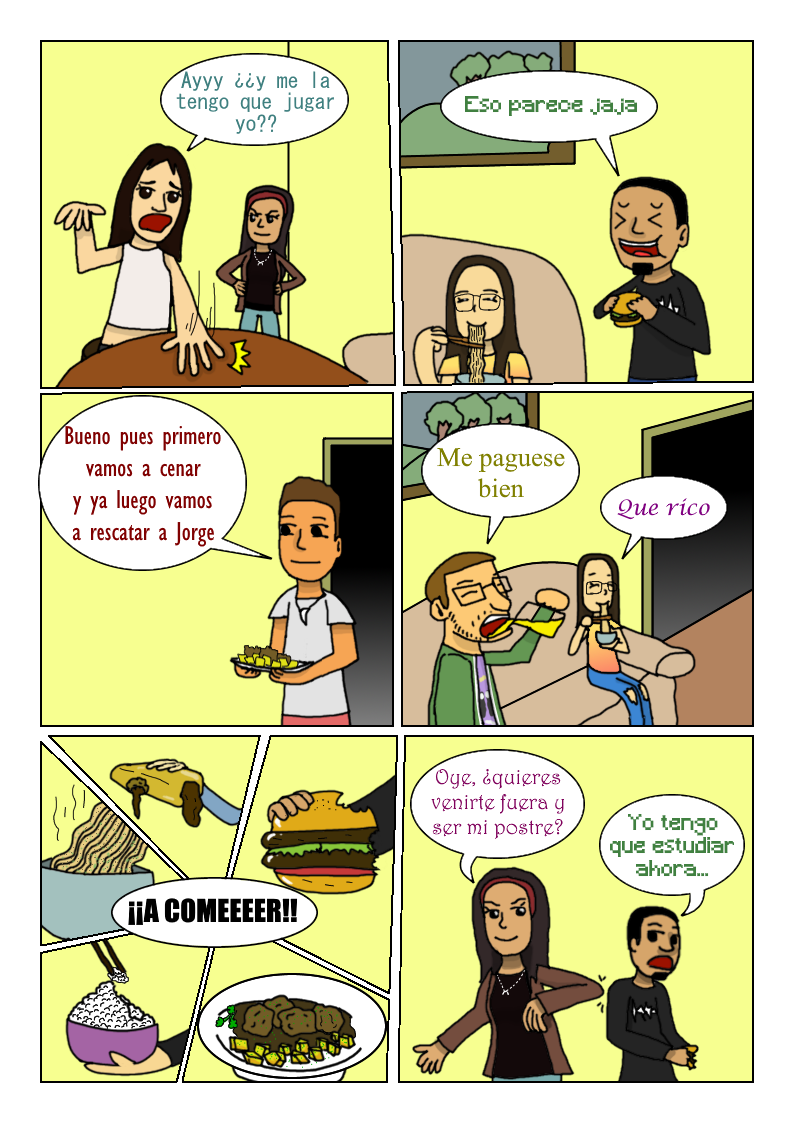 Ayyy ¿¿y me la
tengo que jugar
yo??
Eso parece jaja
Bueno pues primero
vamos a cenar
y ya luego vamos
a rescatar a Jorge
Me paguese
bien
Que rico
¡¡A COMEEEER!!
Oye, ¿quieres
venirte fuera y
ser mi postre?
Yo tengo
que estudiar
ahora...